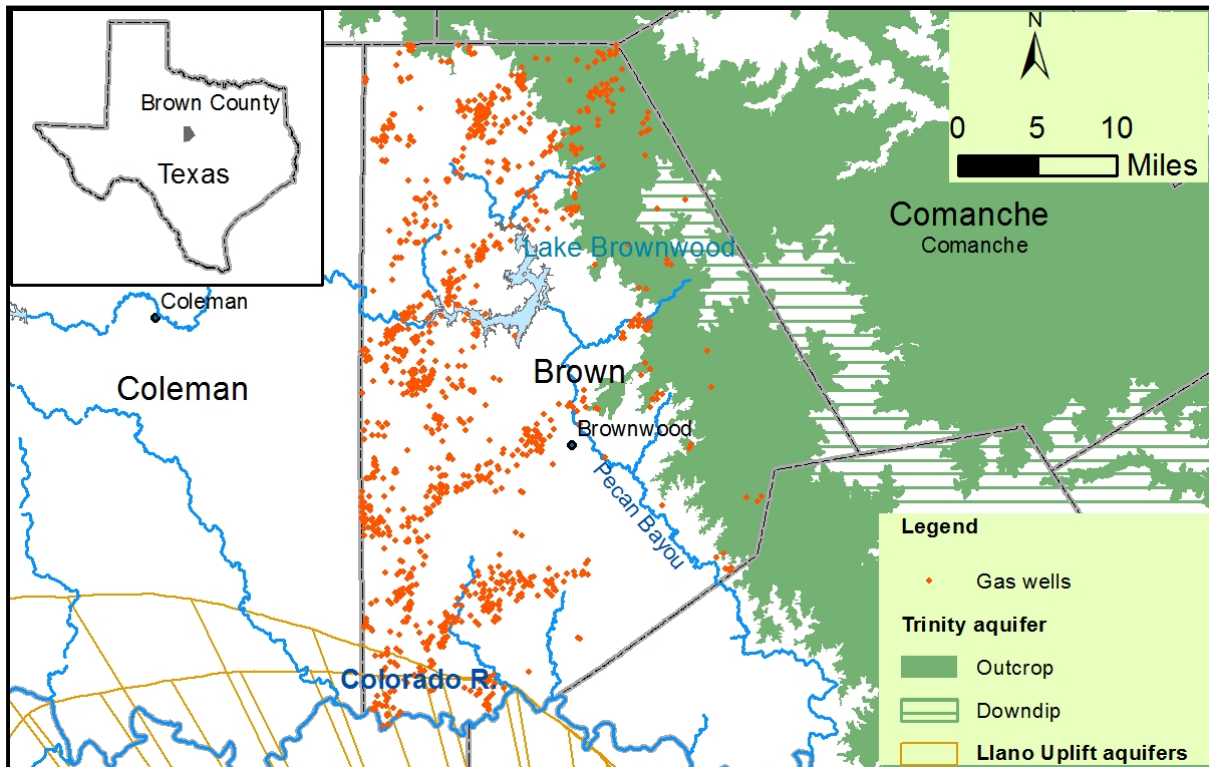 Brown County
Texas
N
0 5 10
Miles
Comanche
Comanche
Lake Brownwood
Coleman
Coleman
Brown
Brownwood
Pecan Bayou
Colorado R.
Legend
Gas wells
Trinity aquifer
Outcrop
Downdip
Llano Uplift aquifers